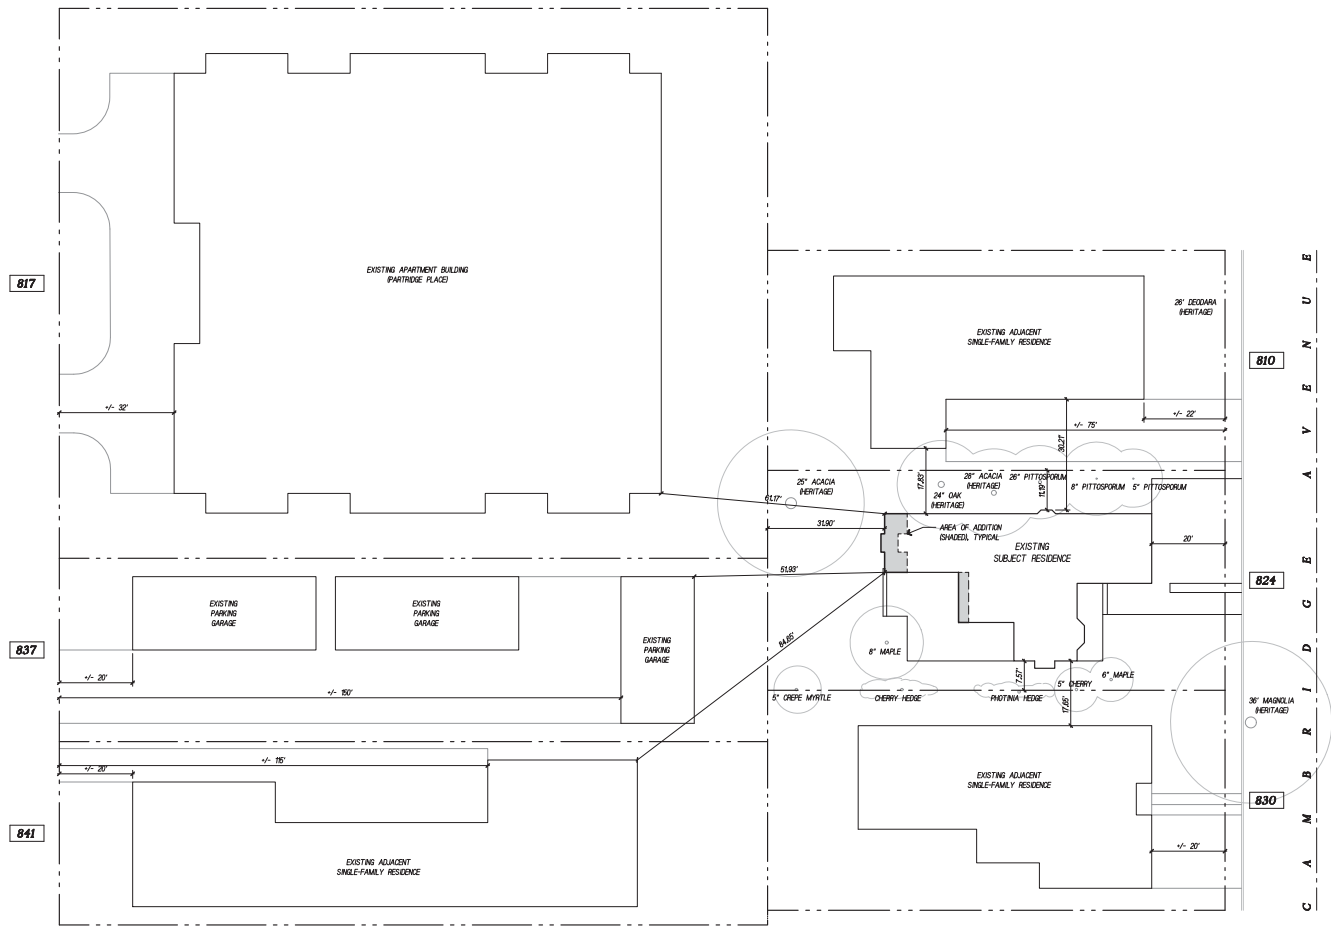 817
EXISTING APARTMENT BUILDING
(PARTRIDGE PLACE)
+/- 32'
26' DEODARA
(HERITAGE)
EXISTING ADJACENT
SINGLE-FAMILY RESIDENCE
810
+/- 22'
+/- 75'
30.21'
17.83'
11.19'
25" ACACIA
(HERITAGE)
61.17'
28" ACACIA
(HERITAGE)
26" PITTOSPORUM
8" PITTOSPORUM
5" PITTOSPORUM
24" OAK
(HERITAGE)
31.90'
AREA OF ADDITION
(SHADED), TYPICAL
EXISTING
SUBJECT RESIDENCE
20'
824
51.93'
84.65'
EXISTING
PARKING
GARAGE
EXISTING
PARKING
GARAGE
EXISTING
PARKING
GARAGE
837
+/- 20'
+/- 150'
8" MAPLE
7.57'
5" CREPE MYRTLE
CHERRY HEDGE
PHOTINIA HEDGE
5" CHERRY
6" MAPLE
17.66'
36' MAGNOLIA
(HERITAGE)
+/- 115'
+/- 20'
EXISTING ADJACENT
SINGLE-FAMILY RESIDENCE
830
+/- 20'
841
EXISTING ADJACENT
SINGLE-FAMILY RESIDENCE
CAMBRIDGE AVENUE